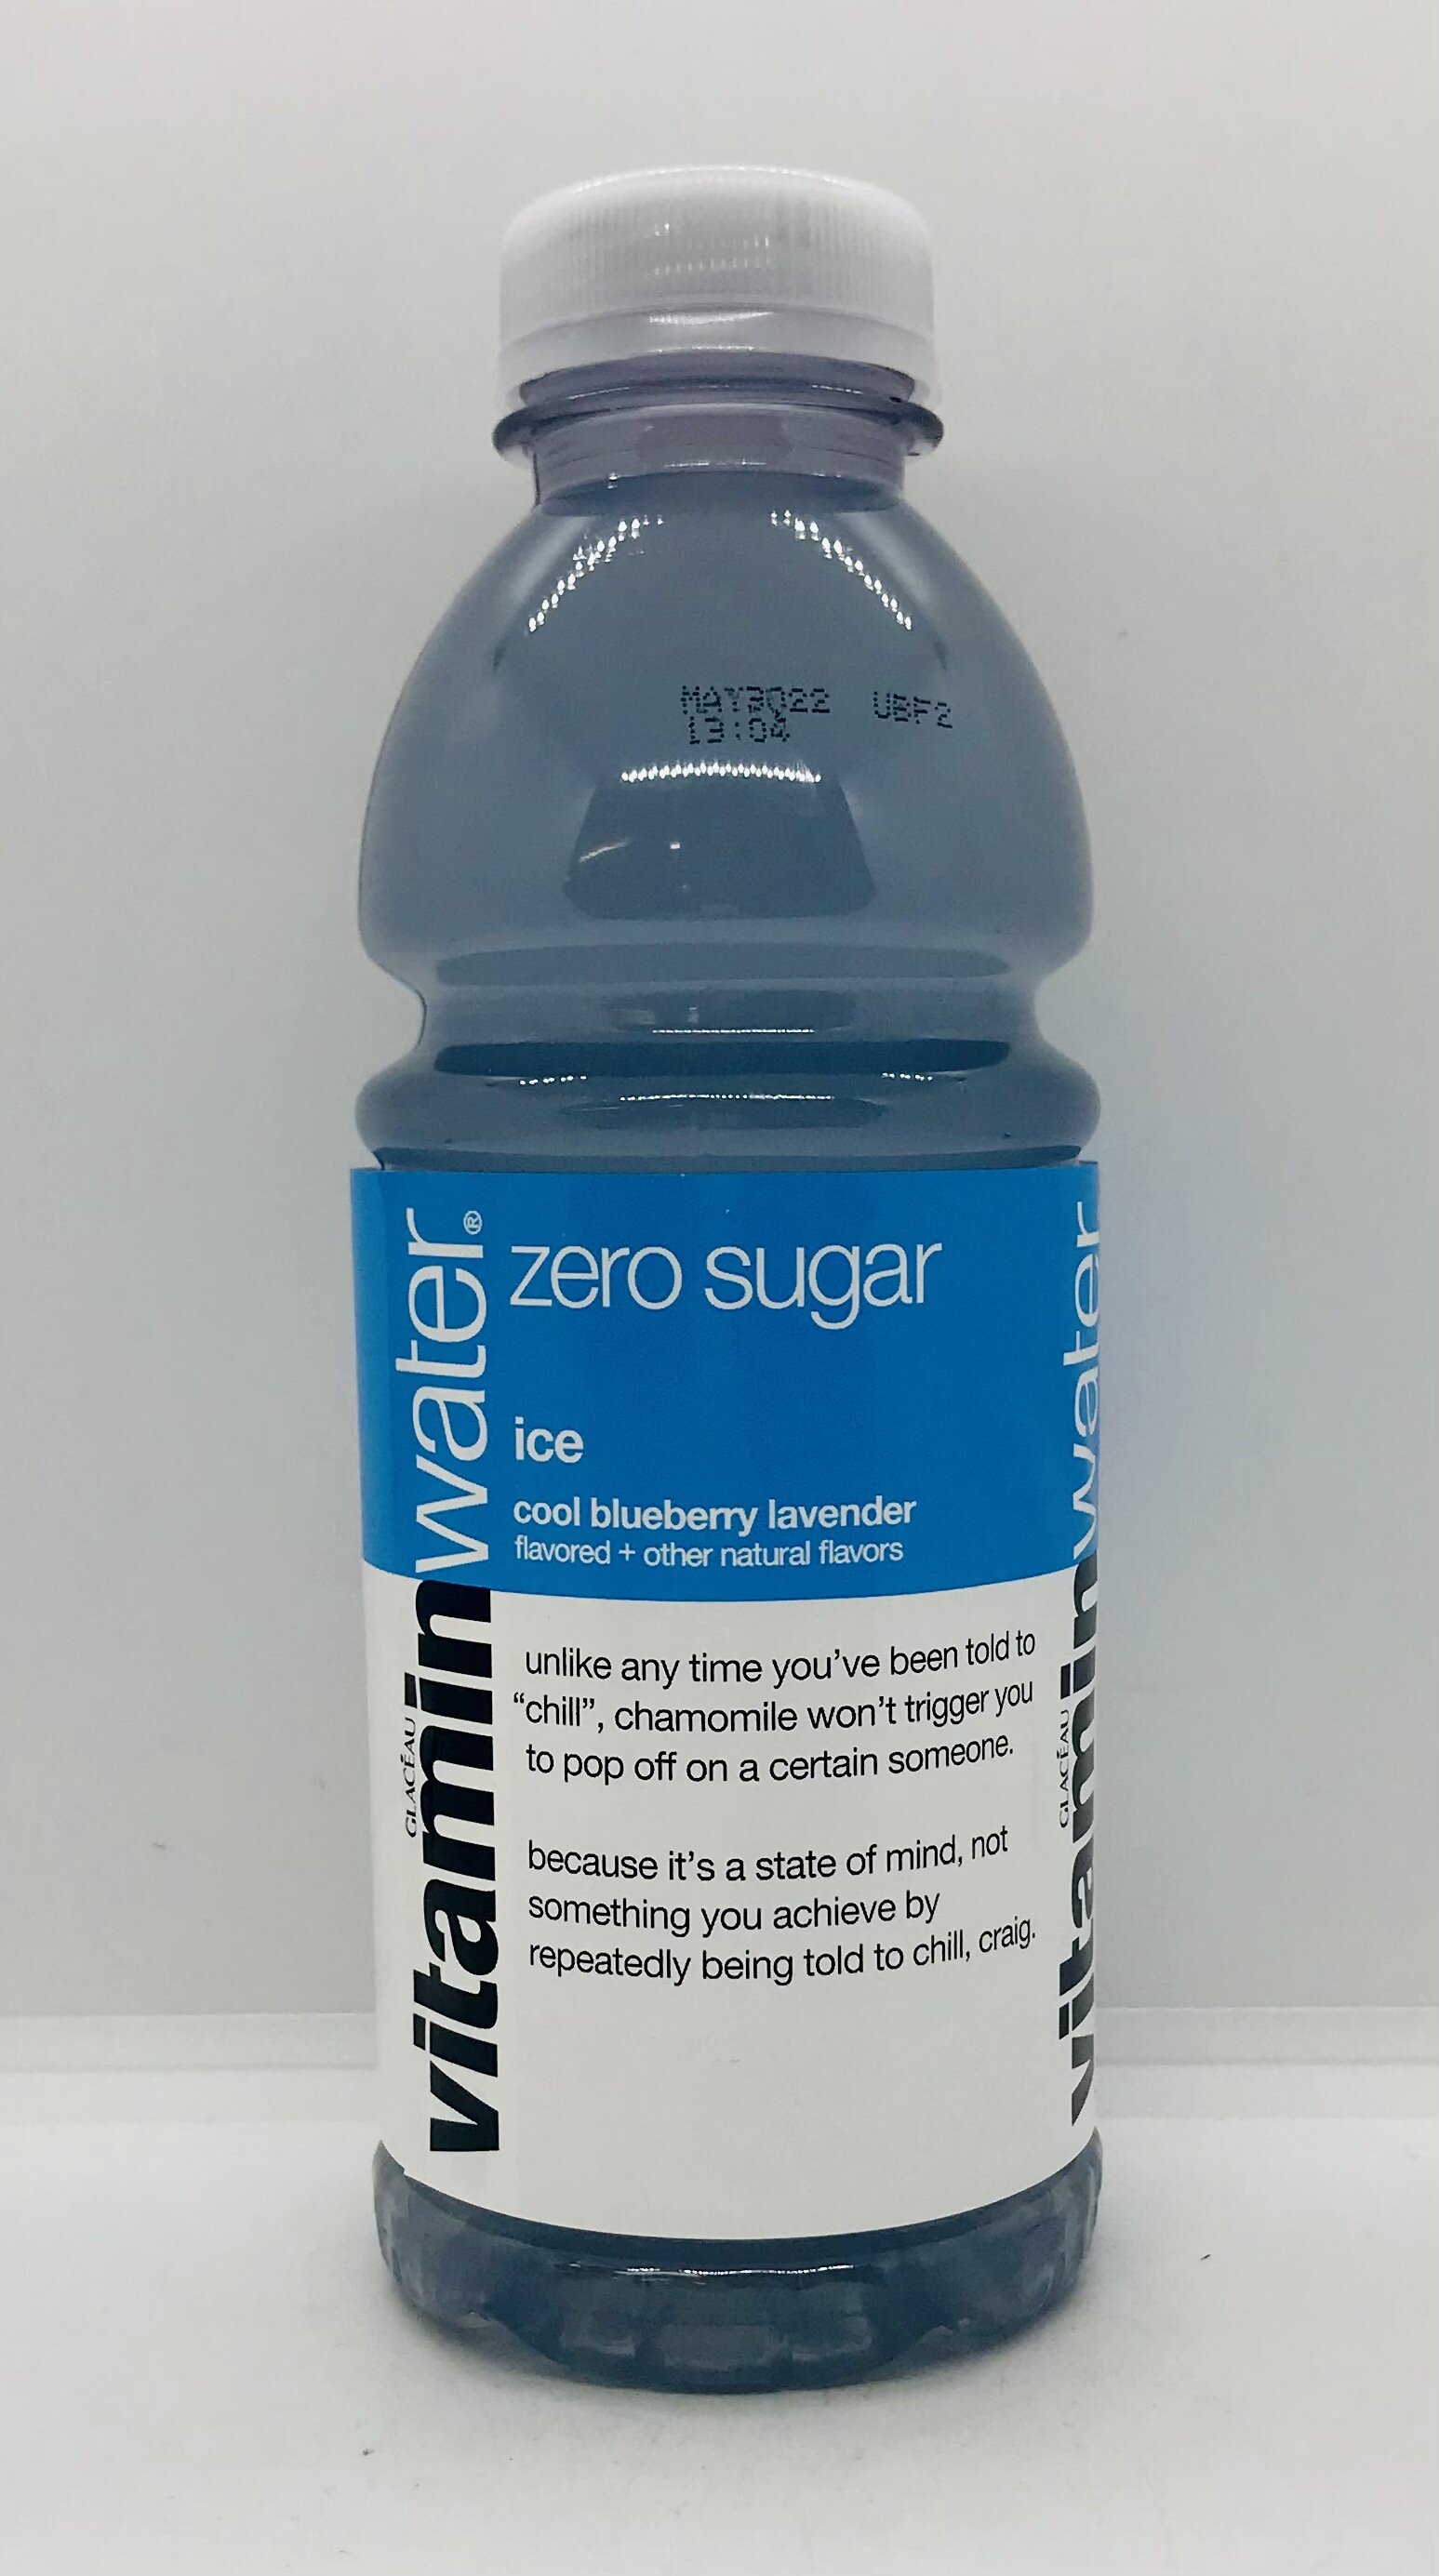 MAY3022 UBF2
13:04
vitaminwater®
GLACÉAU
zero sugar
ice
cool blueberry lavender
flavored + other natural flavors
unlike any time you've been told to
“chill”, chamomile won't trigger you
to pop off on a certain someone.
because it's a state of mind, not
something you achieve by
repeatedly being told to chill, craig.
vitaminwater
GLACÉAU